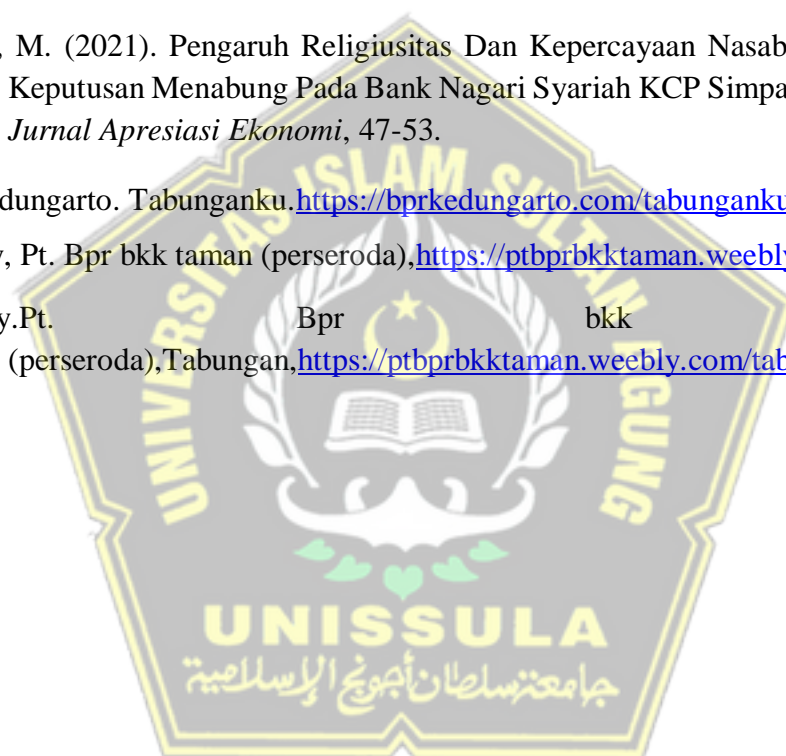 , M. (2021). Pengaruh Religiusitas Dan Kepercayaan Nasab
Keputusan Menabung Pada Bank Nagari Syariah KCP Simpa
Jurnal Apresiasi Ekonomi, 47-53.
dungarto. Tabunganku.https://bprkedungarto.com/tabunganku
, Pt. Bpr bkk taman (perseroda),https://ptbprbkktaman.weebly
y.Pt. Bpr bkk
(perseroda),Tabungan,https://ptbprbkktaman.weebly.com/tab
UNIVERSITAS ISLAM SULTAN AGUNG
UNISSULA
جامعتنسلطان أجونج الإسلامية